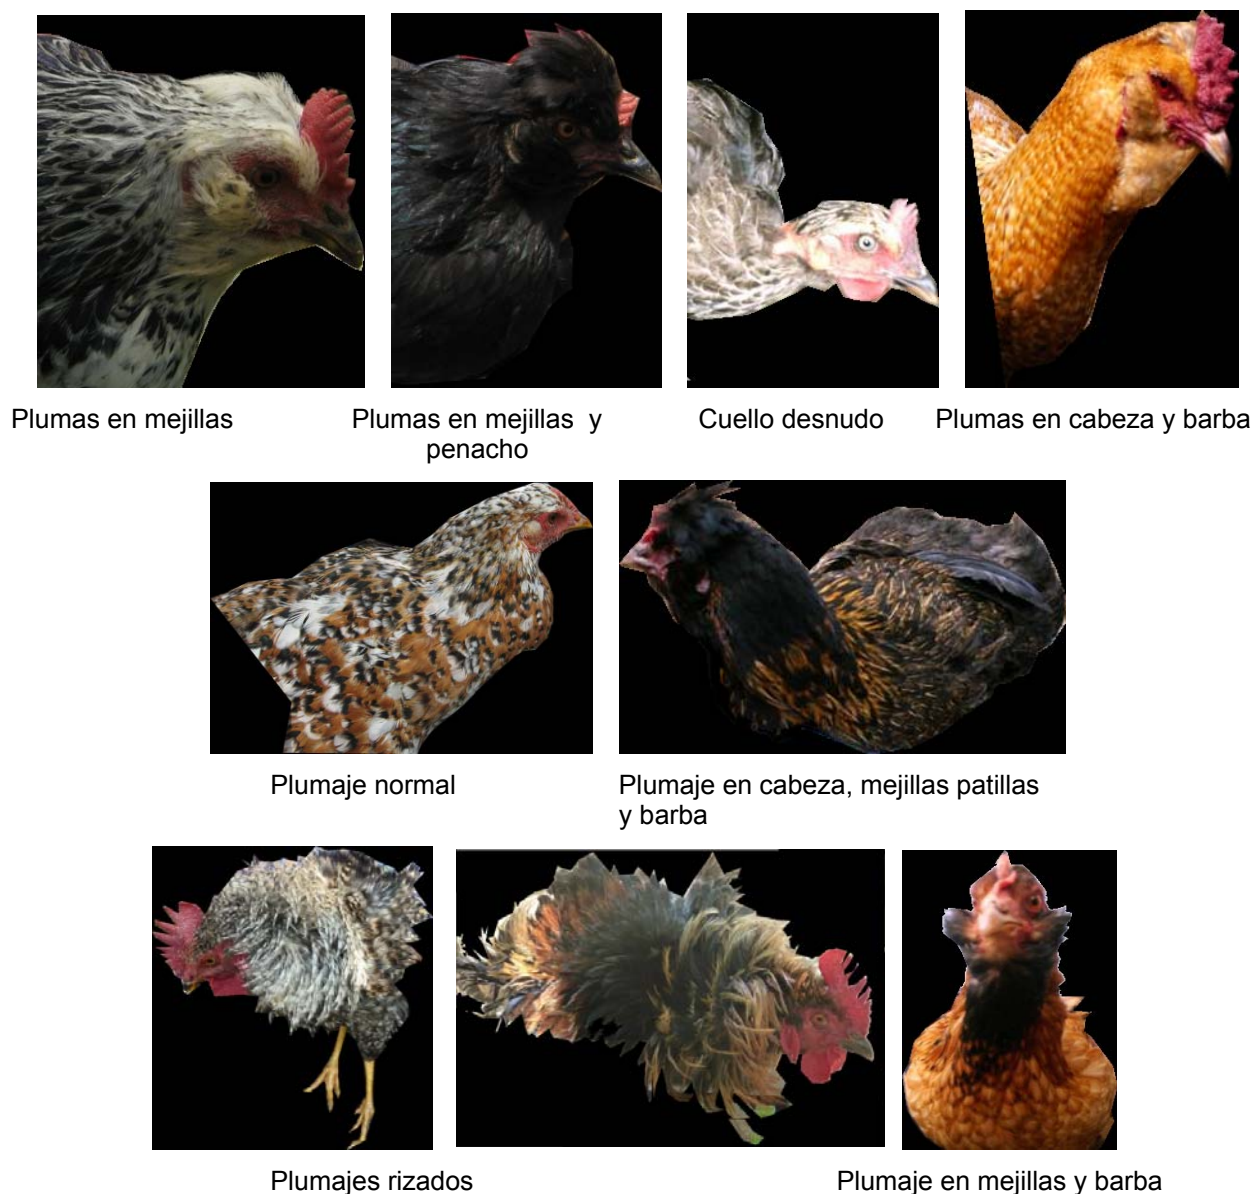 Plumas en mejillas
Plumas en mejillas y
penacho
Cuello desnudo
Plumas en cabeza y barba
Plumaje normal
Plumaje en cabeza, mejillas patillas
y barba
Plumajes rizados
Plumaje en mejillas y barba